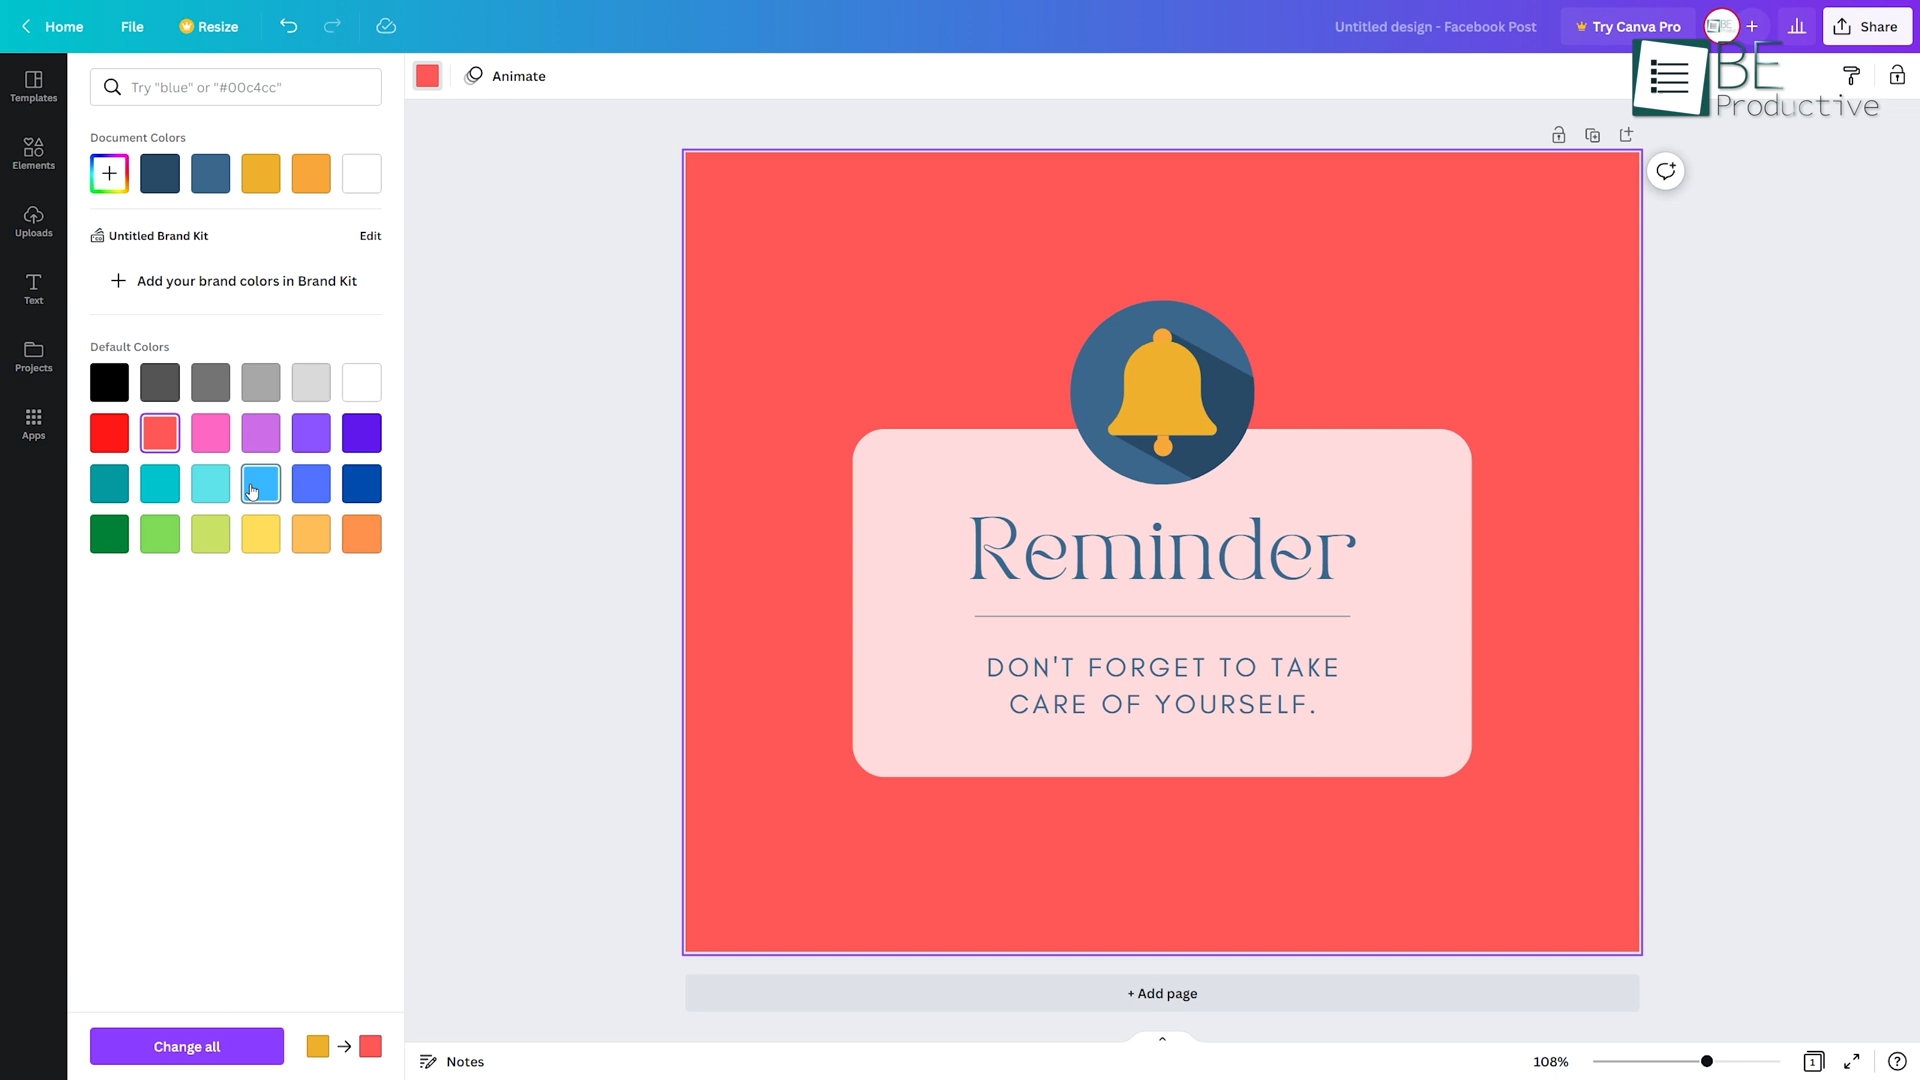 Home
File
Resize
Untitled design - Facebook Post
Try Canva Pro
Share
BE
Productive
Templates
Elements
Uploads
Text
Projects
Apps
Try "blue" or "#00c4cc"
Animate
Document Colors
Untitled Brand Kit
Edit
Add your brand colors in Brand Kit
Default Colors
Reminder
DON'T FORGET TO TAKE
CARE OF YOURSELF.
+ Add page
Change all
Notes
108%
1